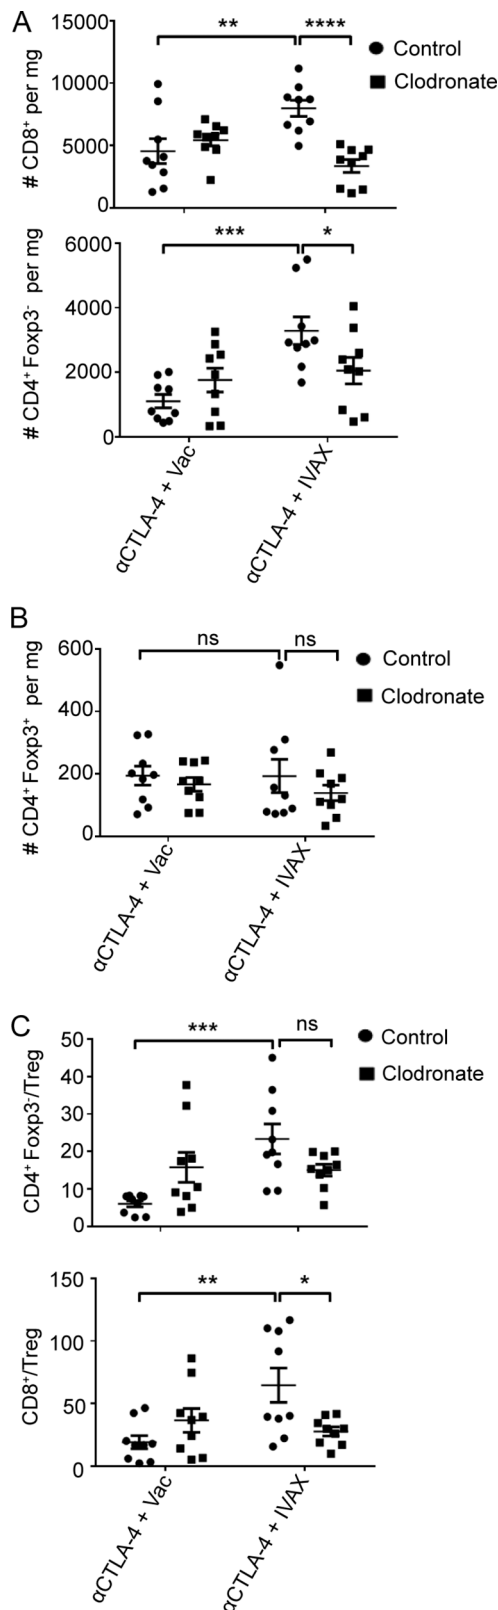 A
15000
10000
5000
0
# CD8⁺ per mg
**
****
Control
Clodronate
6000
4000
2000
0
# CD4⁺ Foxp3⁻ per mg
***
*
αCTLA-4 + Vac
αCTLA-4 + IVAX
B
600
400
200
0
# CD4⁺ Foxp3⁺ per mg
ns
ns
Control
Clodronate
αCTLA-4 + Vac
αCTLA-4 + IVAX
C
50
40
30
20
10
0
CD4⁺ Foxp3⁻/Treg
***
ns
Control
Clodronate
150
100
50
0
CD8⁺/Treg
**
*
αCTLA-4 + Vac
αCTLA-4 + IVAX